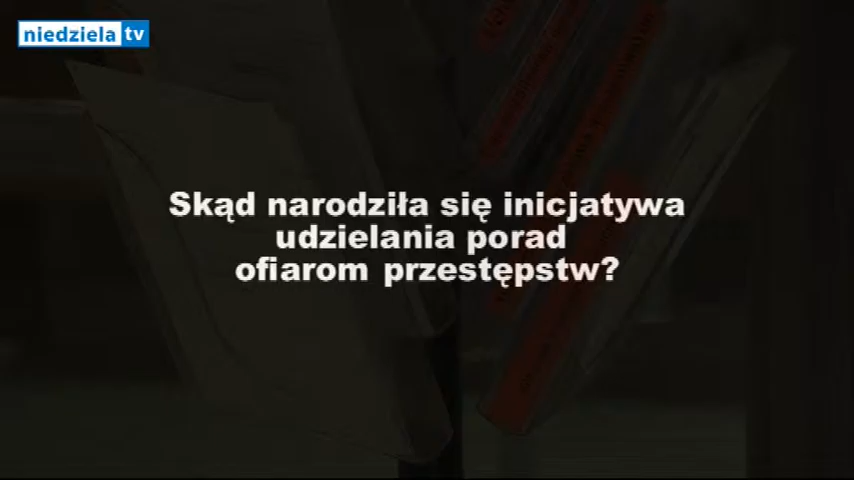 niedziela tv
Skąd narodziła się inicjatywa
udzielania porad
ofiarom przestępstw?